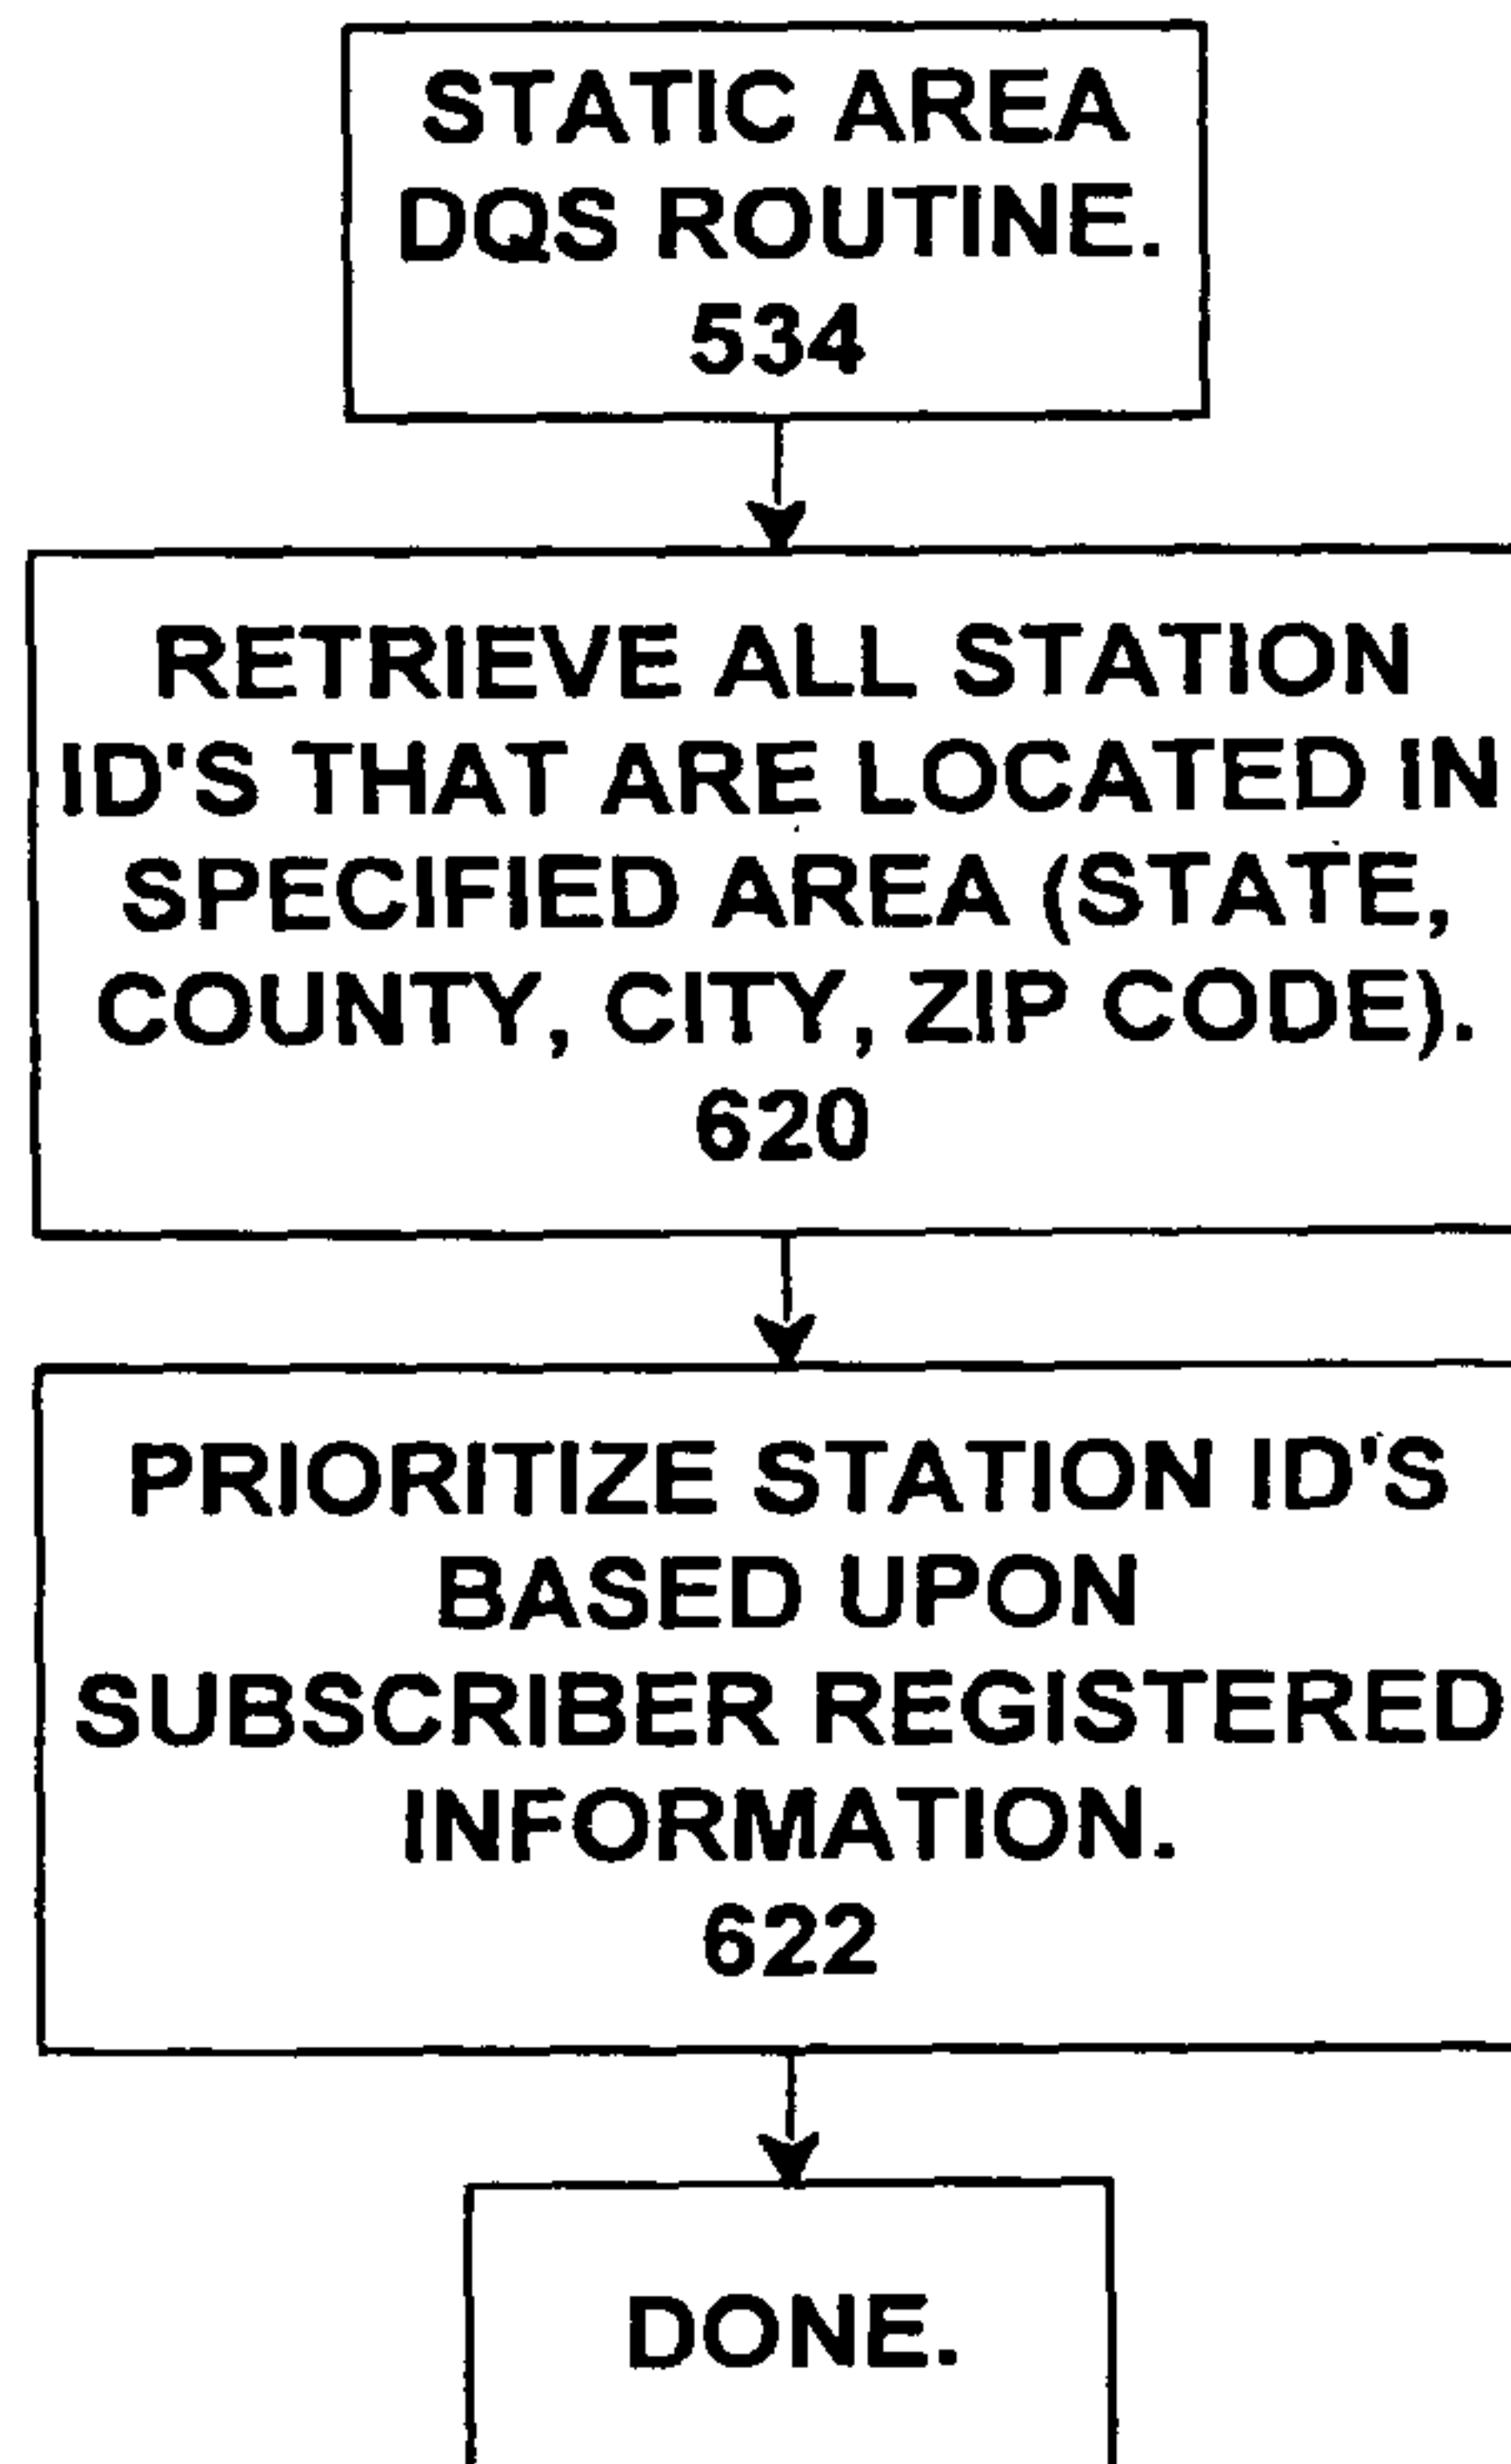 STATIC AREA
DQS ROUTINE.
534
RETRIEVE ALL STATION
ID'S THAT ARE LOCATED IN
SPECIFIED AREA (STATE,
COUNTY, CITY, ZIP CODE).
620
PRIORITIZE STATION ID'S
BASED UPON
SUBSCRIBER REGISTERED
INFORMATION.
622
DONE.